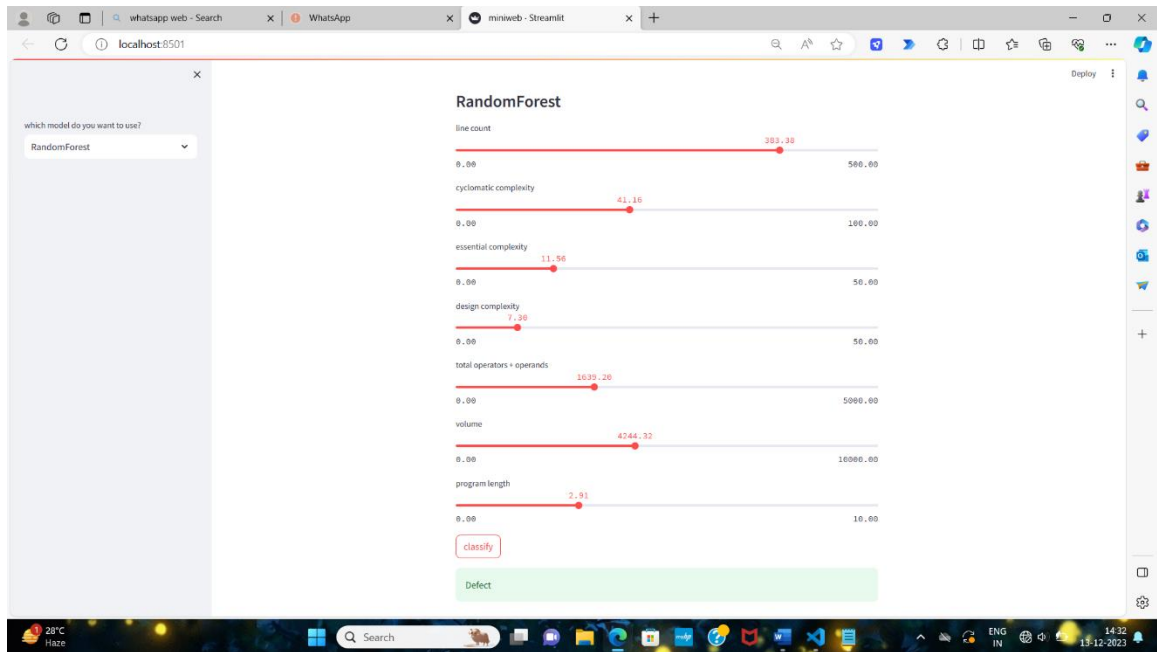 whatsapp web - Search
WhatsApp
miniweb - Streamlit
localhost:8501
Deploy
which model do you want to use?
RandomForest
RandomForest
line count
383.38
0.00 500.00
cyclomatic complexity
41.16
0.00 100.00
essential complexity
11.56
0.00 50.00
design complexity
7.30
0.00 50.00
total operators + operands
1635.20
0.00 5000.00
volume
4244.32
0.00 10000.00
program length
2.91
0.00 10.00
classify
Defect
1
28°C
Haze
Search
ENG
IN
14:32
13-12-2023